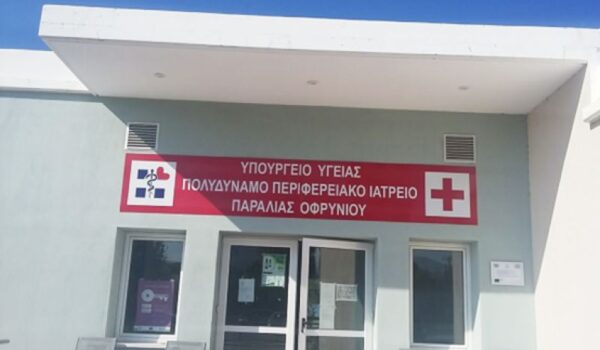 ΥΠΟΥΡΓΕΙΟ ΥΓΕΙΑΣ
ΠΟΛΥΔΥΝΑΜΟ ΠΕΡΙΦΕΡΕΙΑΚΟ ΙΑΤΡΕΙΟ
ΠΑΡΑΛΙΑΣ ΟΦΡΥΝΙΟΥ